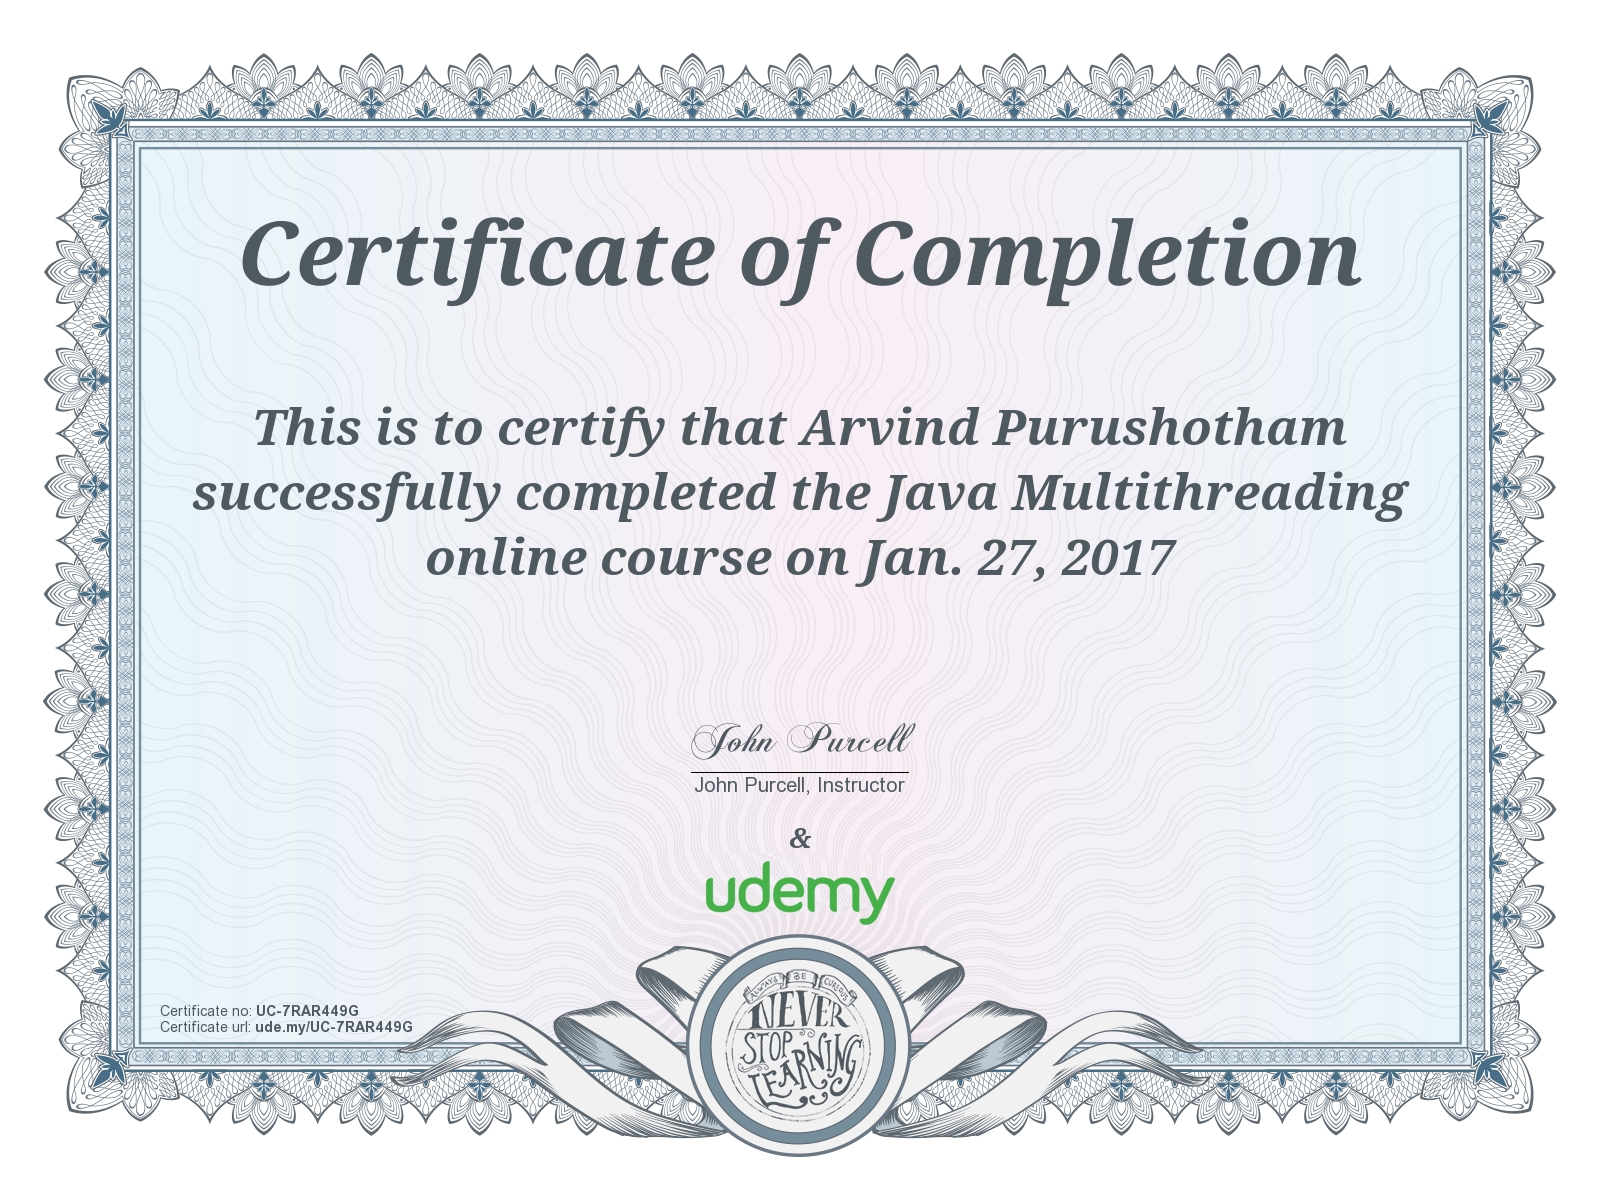 Certificate of Completion
This is to certify that Arvind Purushotham
successfully completed the Java Multithreading
online course on Jan. 27, 2017
John Purcell
John Purcell, Instructor
&
udemy
Certificate no: UC-7RAR449G
Certificate url: ude.my/UC-7RAR449G
ALWAYS BE CURIOUS
NEVER
STOP
LEARNING